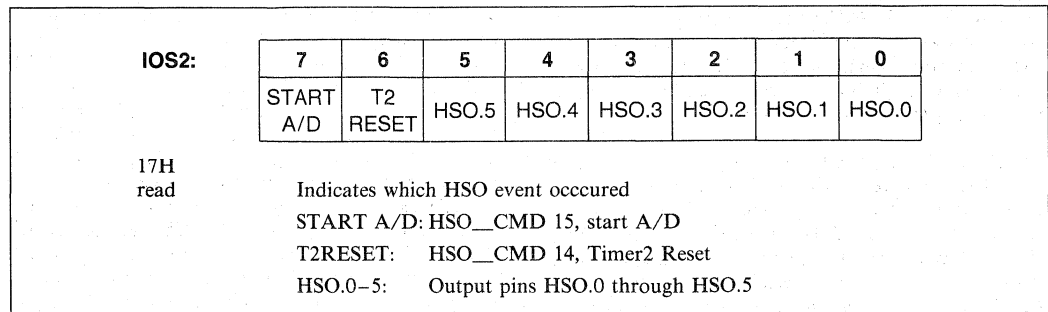 IOS2:
7 6 5 4 3 2 1 0
START A/D T2 RESET HSO.5 HSO.4 HSO.3 HSO.2 HSO.1 HSO.0
17H
read
Indicates which HSO event occcured
START A/D: HSO__CMD 15, start A/D
T2RESET: HSO__CMD 14, Timer2 Reset
HSO.0–5: Output pins HSO.0 through HSO.5